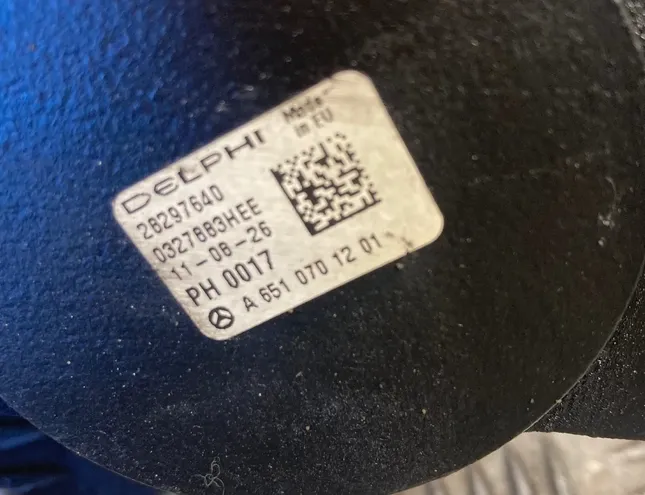 DELPHI
Made
in EU
28297640
0327883HEE
11-08-26
PH 0017
A 651 070 12 01